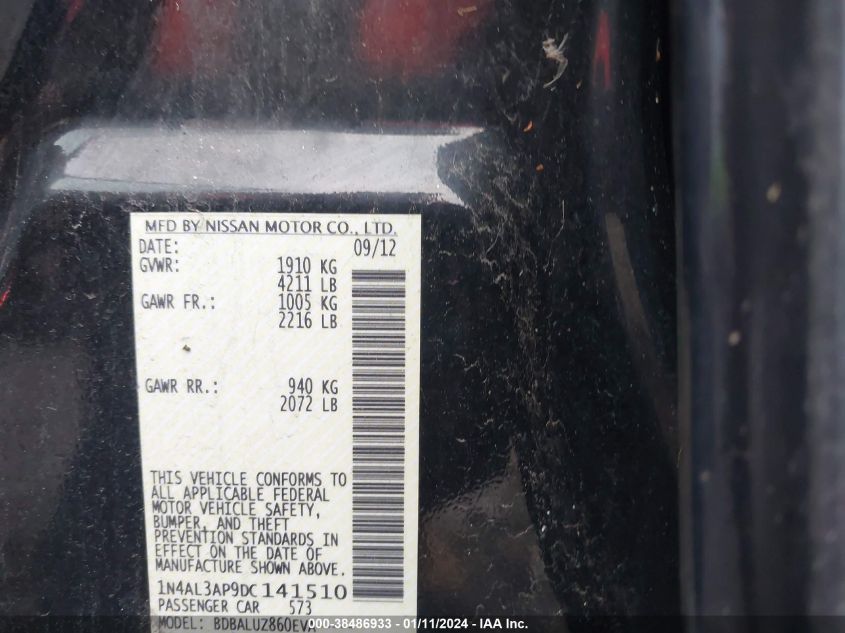 MFD BY NISSAN MOTOR CO., LTD.
DATE: 09/12
GVWR: 1910 KG
4211 LB
GAWR FR.: 1005 KG
2216 LB
GAWR RR.: 940 KG
2072 LB
THIS VEHICLE CONFORMS TO
ALL APPLICABLE FEDERAL
MOTOR VEHICLE SAFETY,
BUMPER, AND THEFT
PREVENTION STANDARDS IN
EFFECT ON THE DATE OF
MANUFACTURE SHOWN ABOVE.
1N4AL3AP9DC141510
PASSENGER CAR 573
MODEL: BDBALUZ860EVA
000-38486933 - 01/11/2024 - IAA Inc.